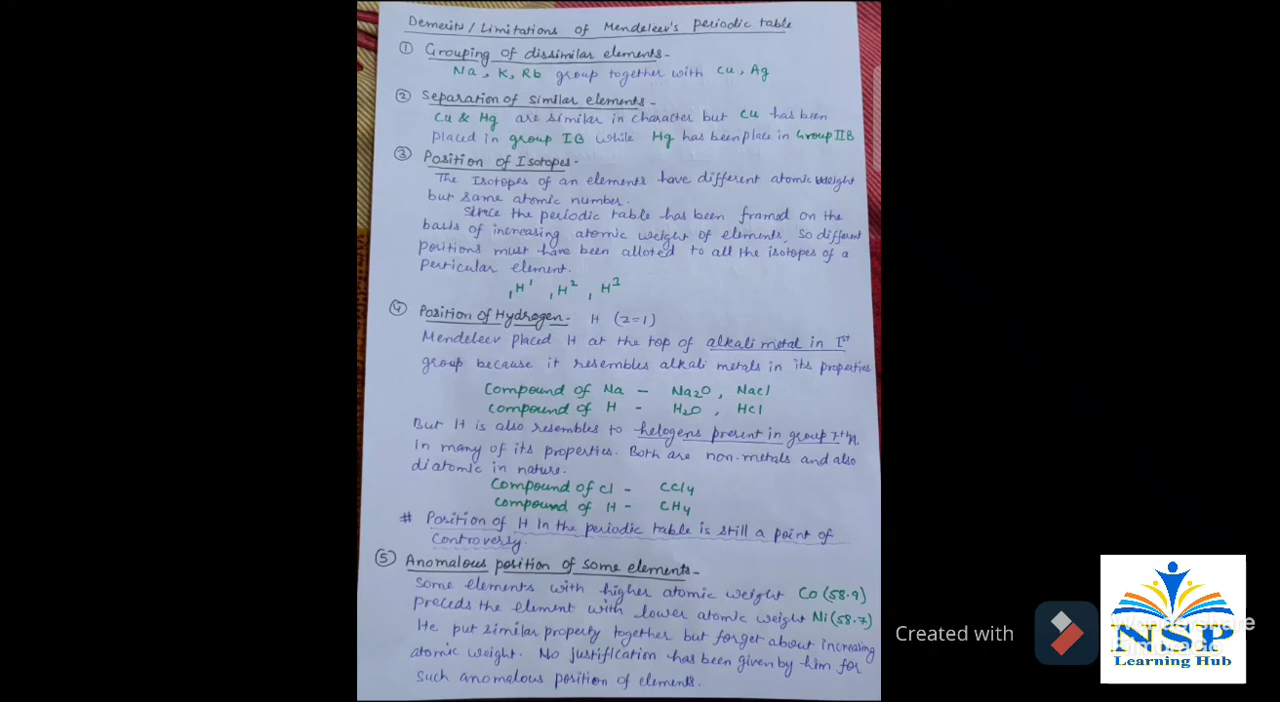 Demerits/Limitations of Mendeleev's periodic table
① Grouping of dissimilar elements-
Na, K, Rb group together with Cu, Ag
② Separation of similar elements-
Cu & Hg are similar in character but Cu has been
placed in group IB while Hg has been place in Group IIB
③ Position of Isotopes-
The Isotopes of an elements have different atomic weight
but same atomic number.
Since the periodic table has been framed on the
basis of increasing atomic weight of elements, So different
positions must have been alloted to all the isotopes of a
perticular element.
₁H¹ ₁H² ₁H³
④ Position of Hydrogen- H (z=1)
Mendeleev placed H at the top of alkali metal in Iˢᵗ
group because it resembles alkali metals in its properties
Compound of Na - Na₂O, NaCl
Compound of H - H₂O, HCl
But H is also resembles to helogens present in group 7ᵗʰ
In many of its properties. Both are non-metals and also
diatomic in nature.
Compound of Cl - CCl₄
Compound of H - CH₄
# Position of H In the periodic table is still a point of
Controversy.
⑤ Anomalous position of some elements-
Some elements with higher atomic weight Co (58.9)
preceds the element with lower atomic weight Ni (58.7)
He put similar property together but forget about increasing
atomic weight. No justification has been given by him for
such anomalous position of elements.
Created with
Wondershare
NSP
Learning Hub